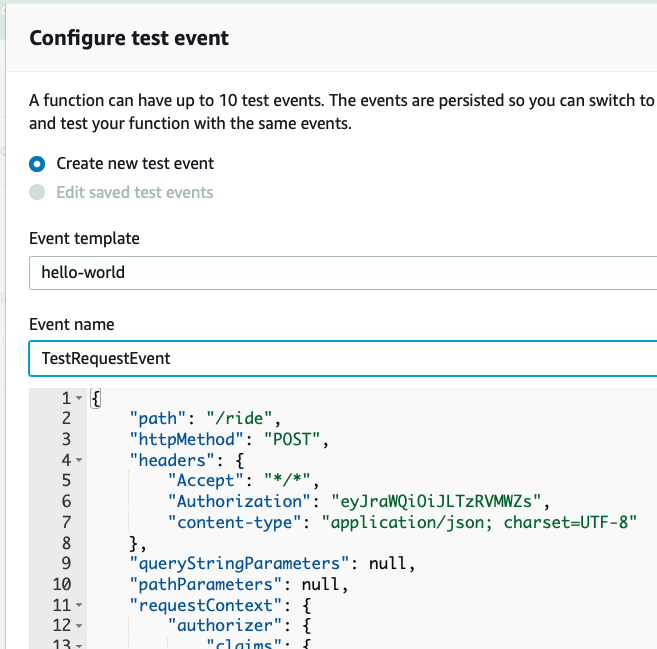 Configure test event
A function can have up to 10 test events. The events are persisted so you can switch to
and test your function with the same events.
Create new test event
Edit saved test events
Event template
hello-world
Event name
TestRequestEvent
1 {
2 "path": "/ride",
3 "httpMethod": "POST",
4 "headers": {
5 "Accept": "*/*",
6 "Authorization": "eyJraWQiOiJLTzRVMWZs",
7 "content-type": "application/json; charset=UTF-8"
8 },
9 "queryStringParameters": null,
10 "pathParameters": null,
11 "requestContext": {
12 "authorizer": {
13 "claims": {